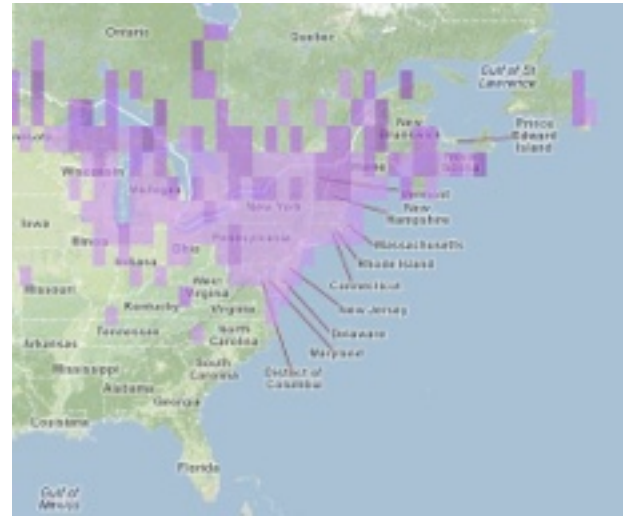 Ontario
Quebec
Gulf of St
Lawrence
New
Brunswick
Prince
Edward
Island
Wisconsin
Michigan
Vermont
New York
New
Hampshire
Iowa
Pennsylvania
Massachusetts
Illinois
Ohio
Rhode Island
Indiana
Connecticut
West
Virginia
Missouri
Kentucky
Virginia
New Jersey
Tennessee
North
Carolina
Delaware
Arkansas
Maryland
Mississippi
South
Carolina
District of
Columbia
Alabama
Georgia
Louisiana
Florida
Gulf of
Mexico